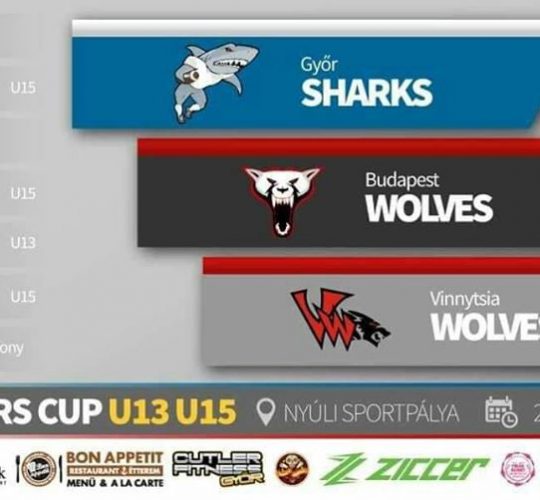 U15
Győr
SHARKS
U15
Budapest
WOLVES
U13
U15
Vinnytsia
WOLVES
ony
RS CUP U13 U15
NYÚLI SPORTPÁLYA
2
k
BON APPETIT
RESTAURANT ÉTTEREM
MENÜ & A LA CARTE
CUTLER
FITNESS
GYŐR
ZICCER